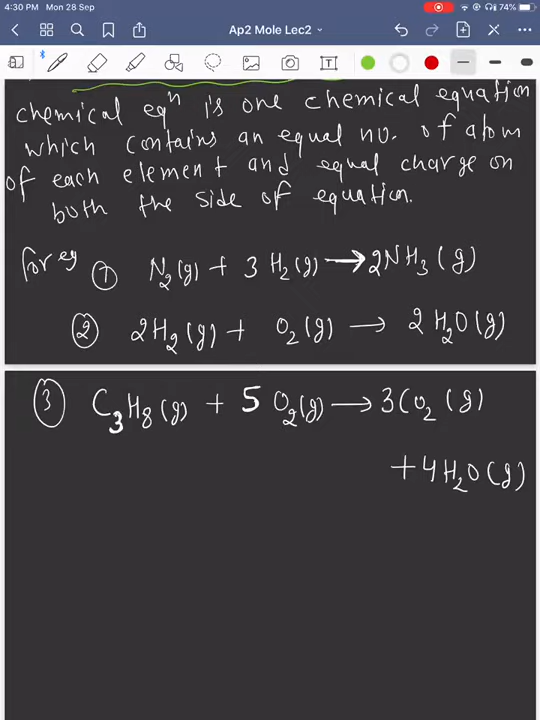 4:30 PM Mon 28 Sep
74%
Ap2 Mole Lec2
T
chemical eqⁿ is one chemical equation
which contains an equal no. of atom
of each element and equal charge on
both the side of equation.
for eg ① N₂(g) + 3 H₂(g) → 2NH₃(g)
② 2H₂(g) + O₂(g) → 2 H₂O(g)
③ C₃H₈(g) + 5 O₂(g) → 3CO₂(g)
+ 4H₂O(g)